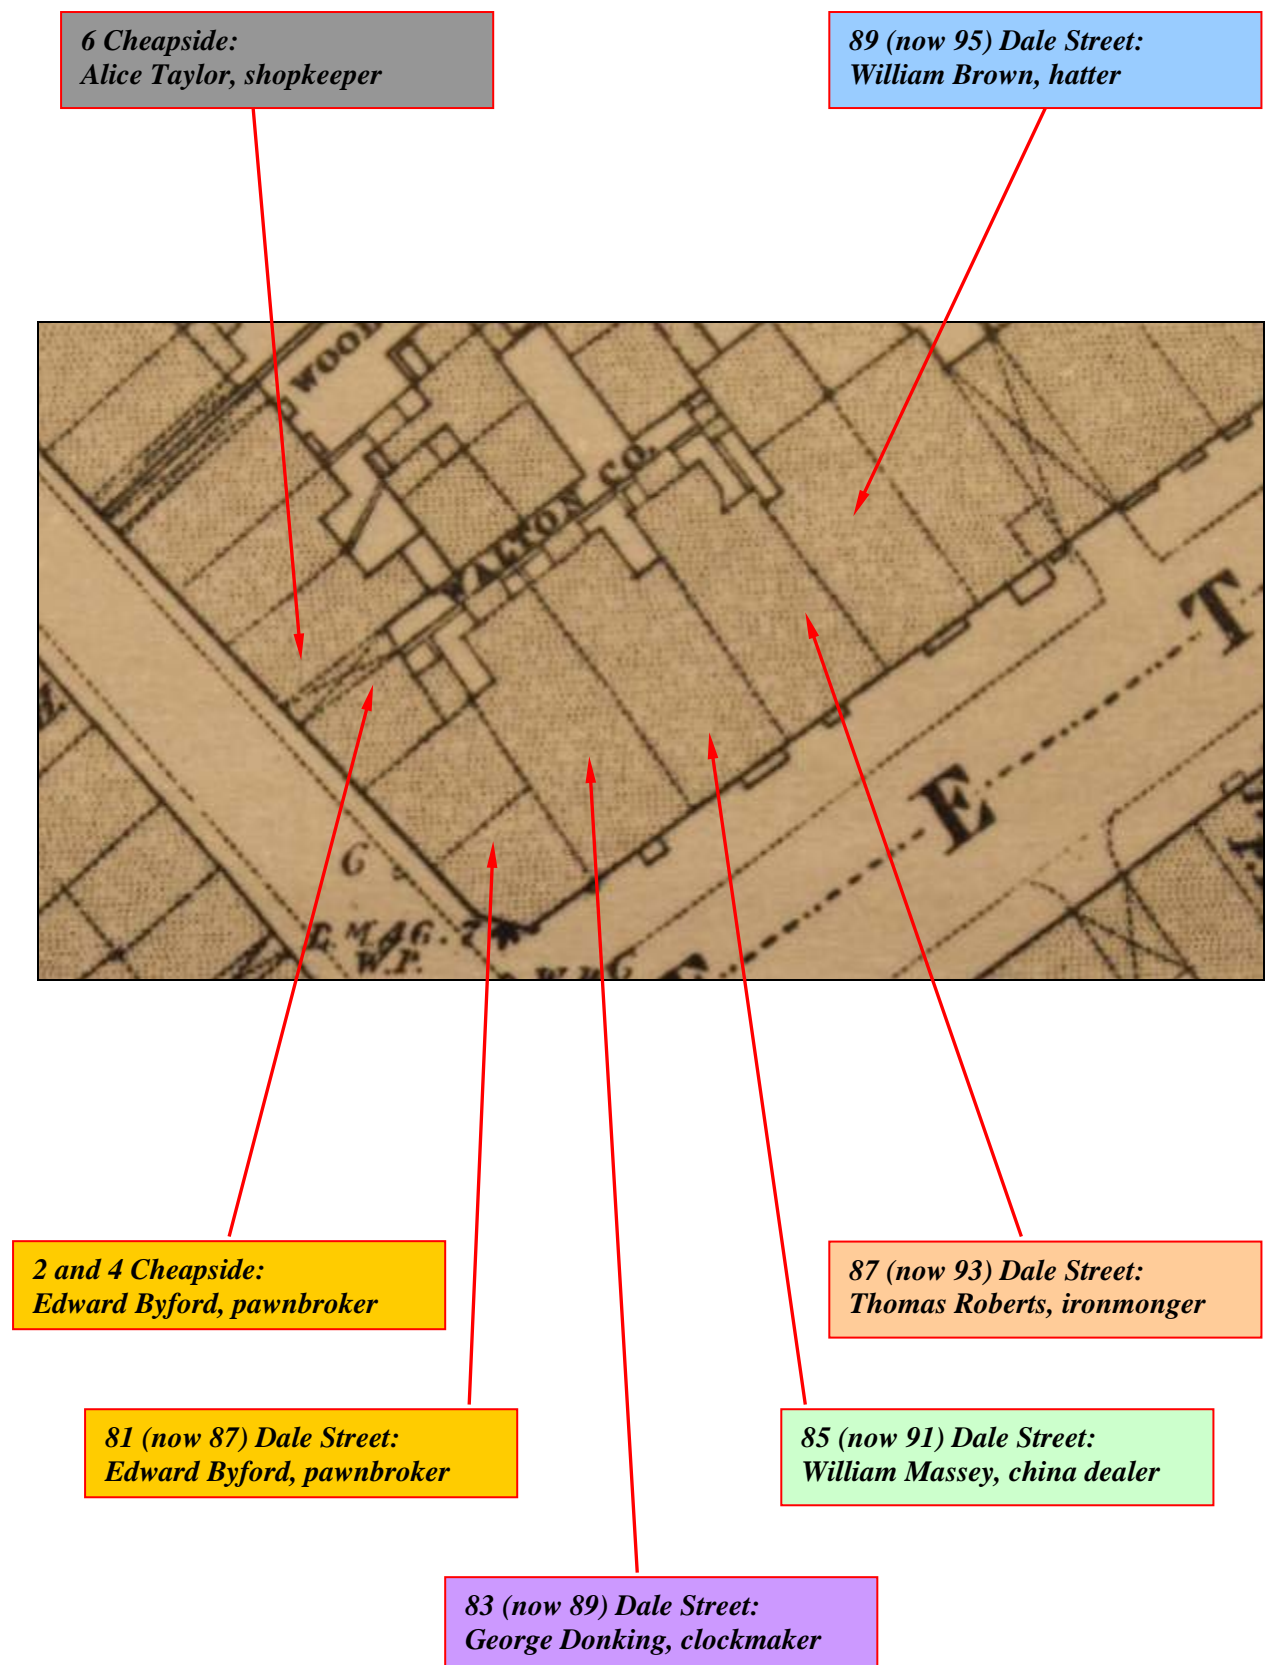 6 Cheapside:
Alice Taylor, shopkeeper
89 (now 95) Dale Street:
William Brown, hatter
WALTON CO.
T
E
G
W.P.
2 and 4 Cheapside:
Edward Byford, pawnbroker
87 (now 93) Dale Street:
Thomas Roberts, ironmonger
81 (now 87) Dale Street:
Edward Byford, pawnbroker
85 (now 91) Dale Street:
William Massey, china dealer
83 (now 89) Dale Street:
George Donking, clockmaker